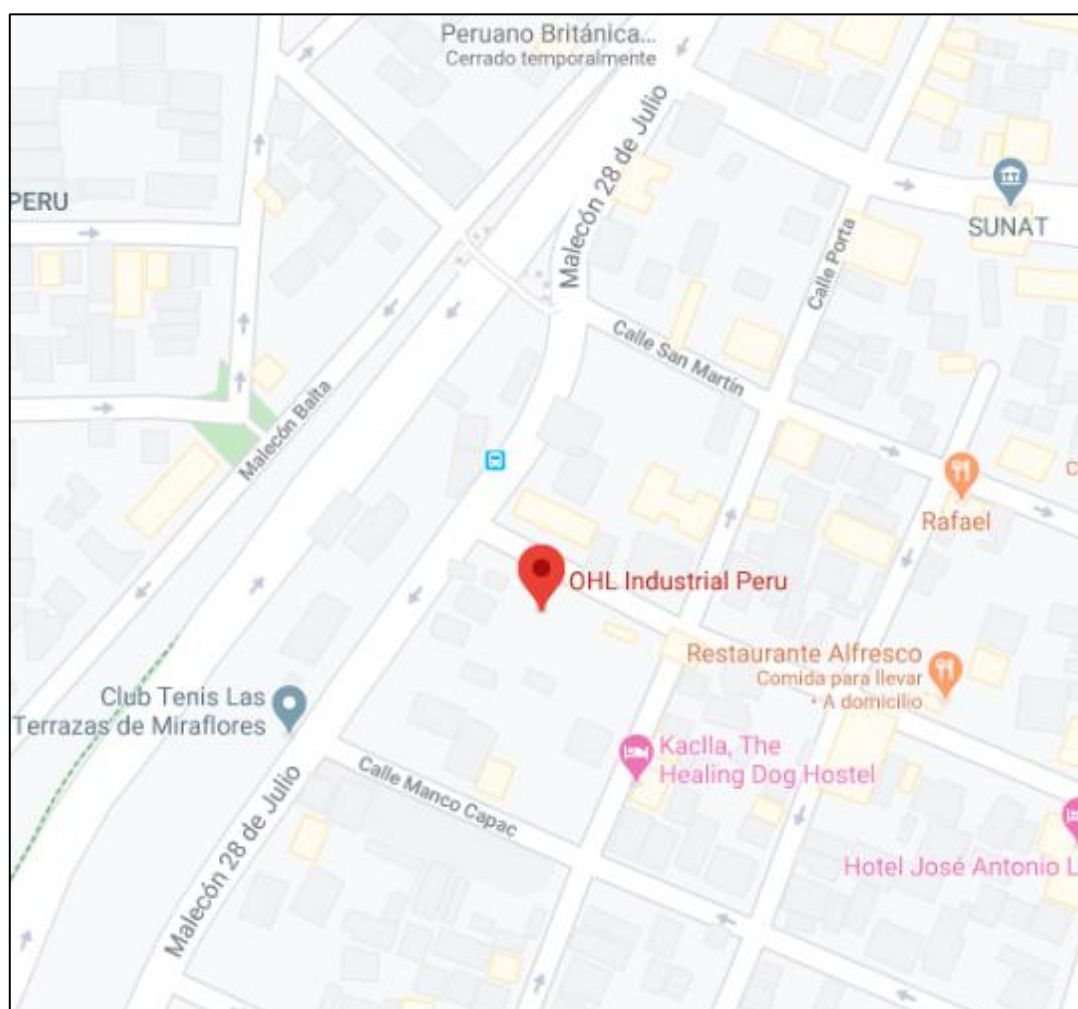 Peruano Británica...
Cerrado temporalmente
Malecón 28 de Julio
PERU
SUNAT
Calle Porta
Calle San Martín
Malecón Balta
Rafael
C
OHL Industrial Peru
Restaurante Alfresco
Comida para llevar
• A domicilio
Club Tenis Las
Terrazas de Miraflores
Kaclla, The
Healing Dog Hostel
Calle Manco Capac
Malecón 28 de Julio
Hotel José Antonio L